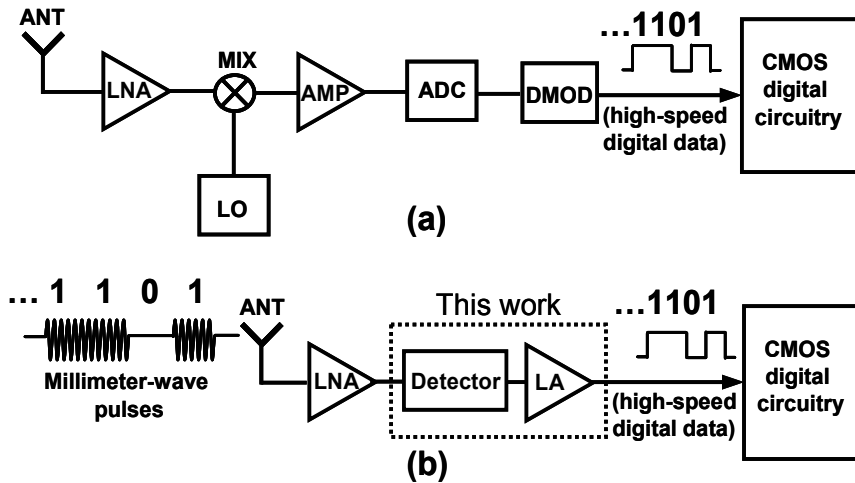 ANT
LNA
MIX
LO
AMP
ADC
DMOD
...1101
(high-speed
digital data)
CMOS
digital
circuitry
(a)
... 1 1 0 1
Millimeter-wave
pulses
ANT
LNA
This work
Detector
LA
...1101
(high-speed
digital data)
CMOS
digital
circuitry
(b)